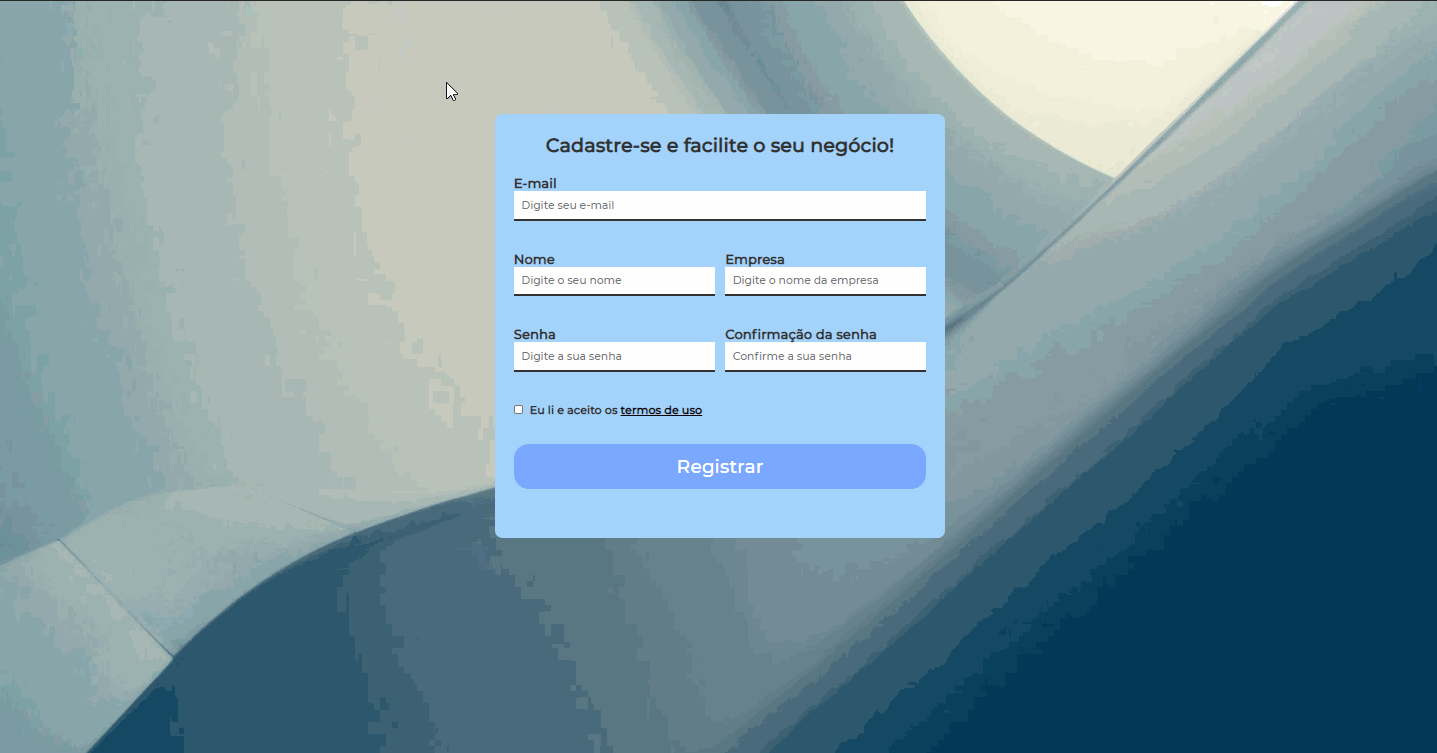 Cadastre-se e facilite o seu negócio!
E-mail
Digite seu e-mail
Nome
Empresa
Digite o seu nome
Digite o nome da empresa
Senha
Confirmação da senha
Digite a sua senha
Confirme a sua senha
Eu li e aceito os termos de uso
Registrar